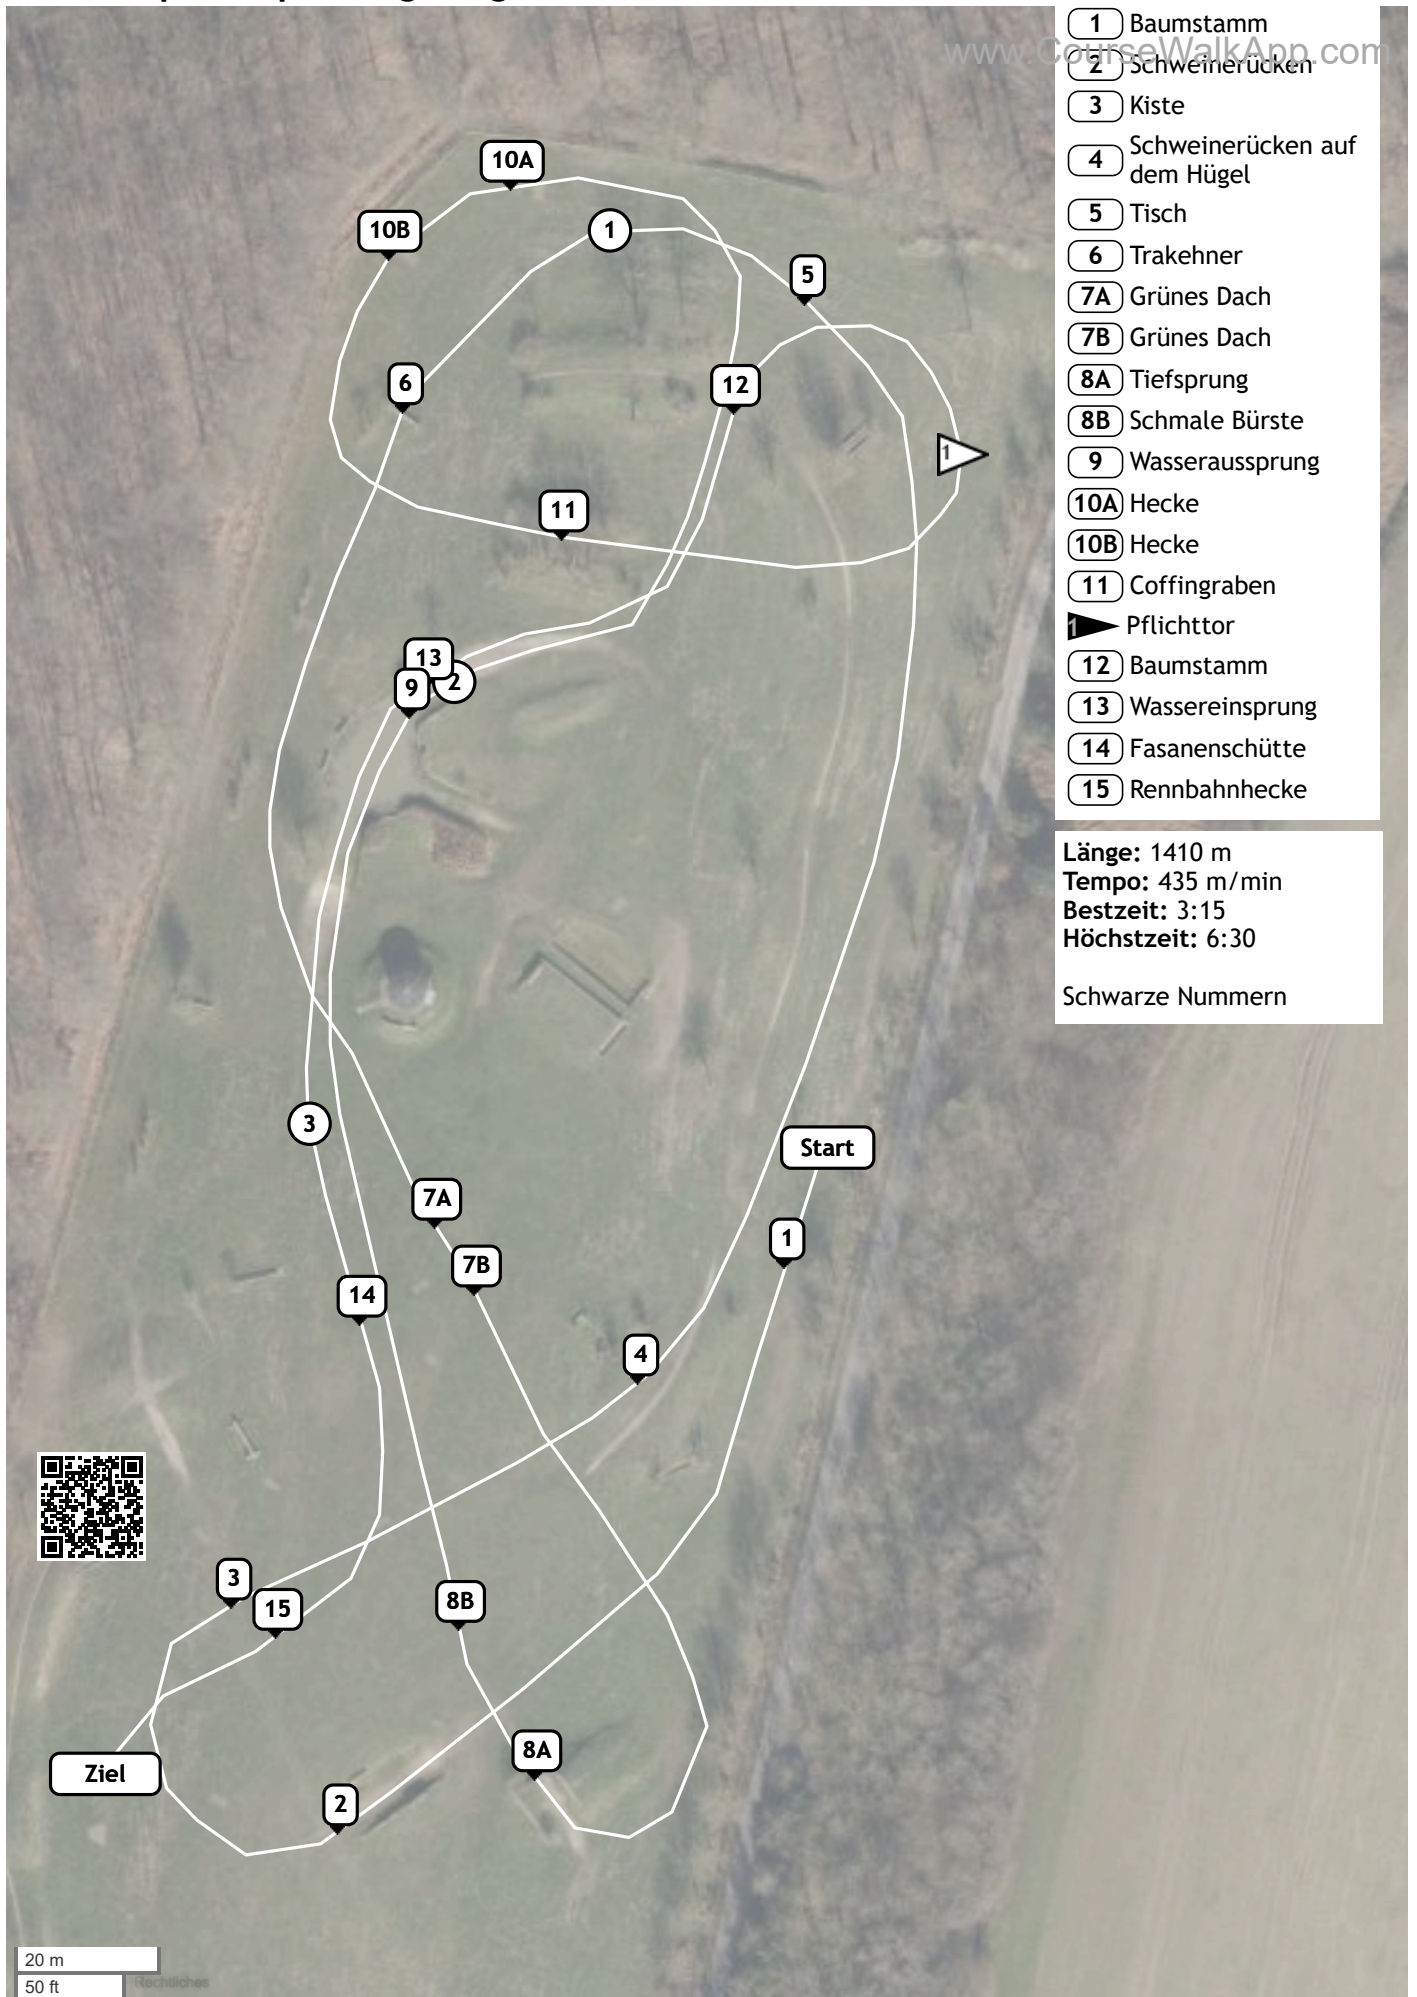 1 Baumstamm
www.CourseWalkApp.com
2 Schweinerücken
3 Kiste
4 Schweinerücken auf
dem Hügel
5 Tisch
6 Trakehner
7A Grünes Dach
7B Grünes Dach
8A Tiefsprung
8B Schmale Bürste
9 Wasseraussprung
10A Hecke
10B Hecke
11 Coffingraben
1 Pflichttor
12 Baumstamm
13 Wassereinsprung
14 Fasanenschütte
15 Rennbahnhecke
Länge: 1410 m
Tempo: 435 m/min
Bestzeit: 3:15
Höchstzeit: 6:30
Schwarze Nummern
10A
10B
1
5
6
12
1
11
13
2
9
3
Start
7A
1
7B
14
4
3
15
8B
8A
Ziel
2
20 m
50 ft
Rechtliches